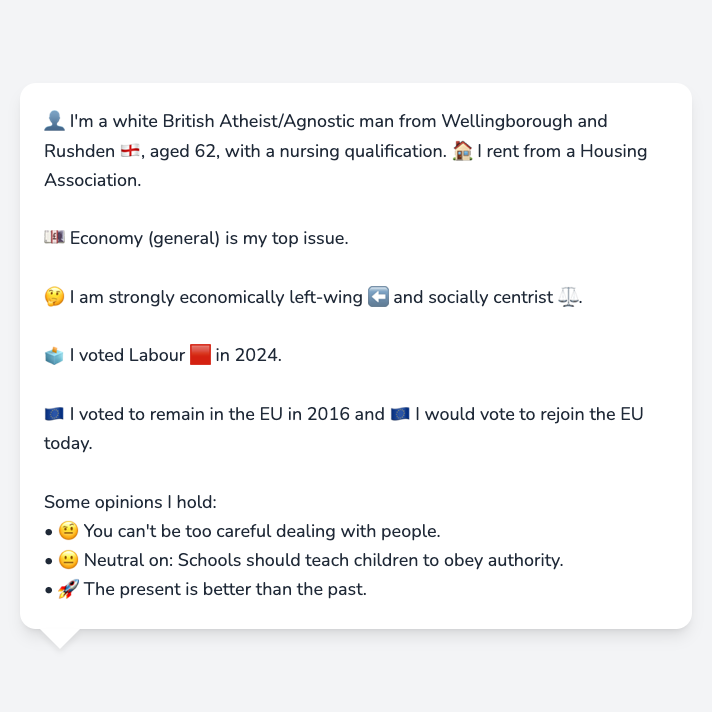 👤 I'm a white British Atheist/Agnostic man from Wellingborough and
Rushden 🏴󠁧󠁢󠁥󠁮󠁧󠁿, aged 62, with a nursing qualification. 🏠 I rent from a Housing
Association.
💷 Economy (general) is my top issue.
🤔 I am strongly economically left-wing ⬅️ and socially centrist ⚖️.
🗳️ I voted Labour 🟥 in 2024.
🇪🇺 I voted to remain in the EU in 2016 and 🇪🇺 I would vote to rejoin the EU
today.
Some opinions I hold:
• 🤨 You can't be too careful dealing with people.
• 😐 Neutral on: Schools should teach children to obey authority.
• 🚀 The present is better than the past.